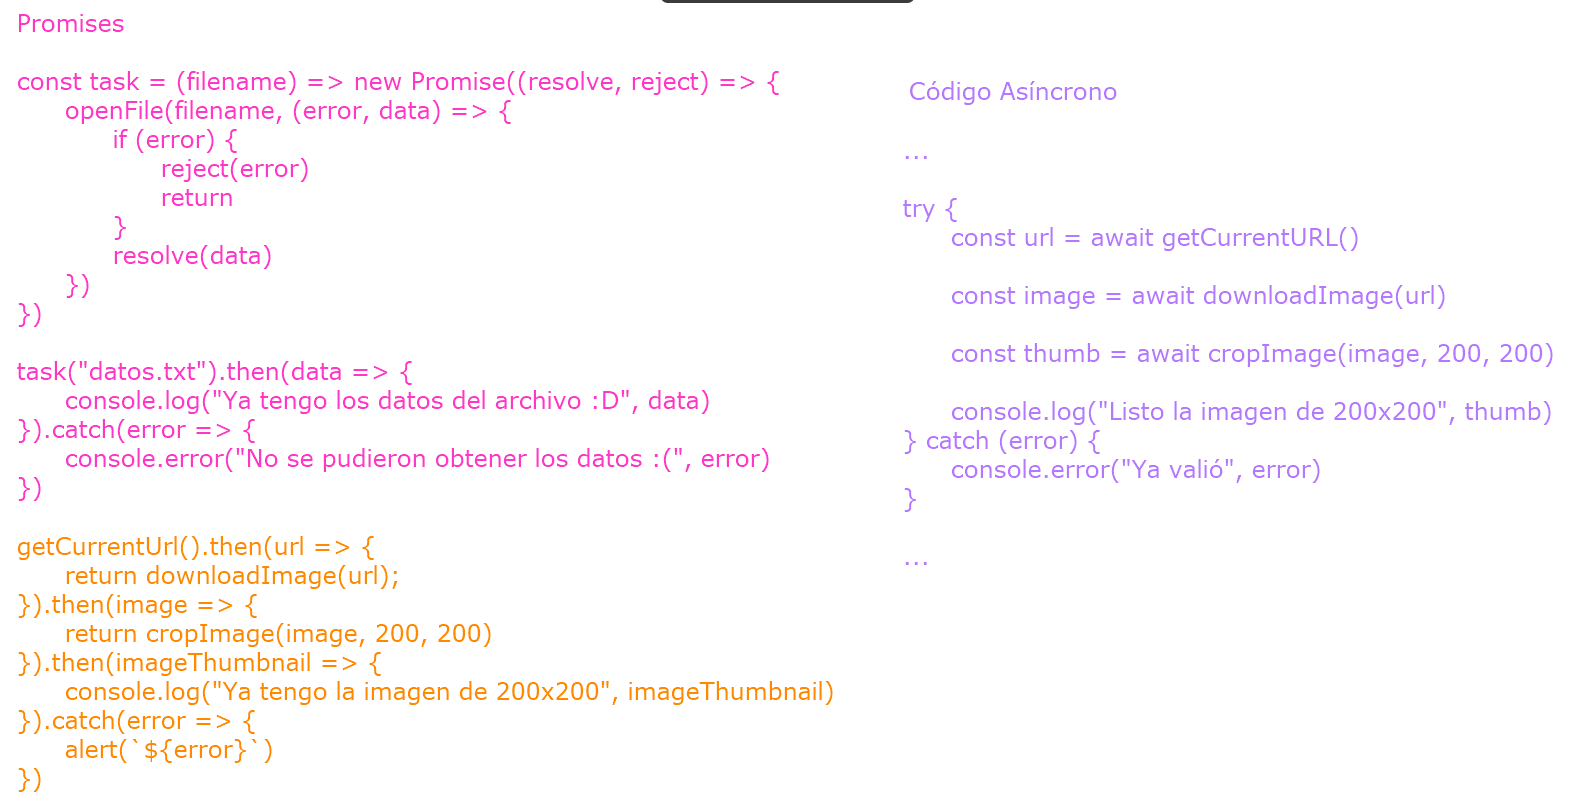 Promises
const task = (filename) => new Promise((resolve, reject) => {
openFile(filename, (error, data) => {
if (error) {
reject(error)
return
}
resolve(data)
})
})
task("datos.txt").then(data => {
console.log("Ya tengo los datos del archivo :D", data)
}).catch(error => {
console.error("No se pudieron obtener los datos :(", error)
})
getCurrentUrl().then(url => {
return downloadImage(url);
}).then(image => {
return cropImage(image, 200, 200)
}).then(imageThumbnail => {
console.log("Ya tengo la imagen de 200x200", imageThumbnail)
}).catch(error => {
alert(`${error}`)
})
Código Asíncrono
...
try {
const url = await getCurrentURL()
const image = await downloadImage(url)
const thumb = await cropImage(image, 200, 200)
console.log("Listo la imagen de 200x200", thumb)
} catch (error) {
console.error("Ya valió", error)
}
...